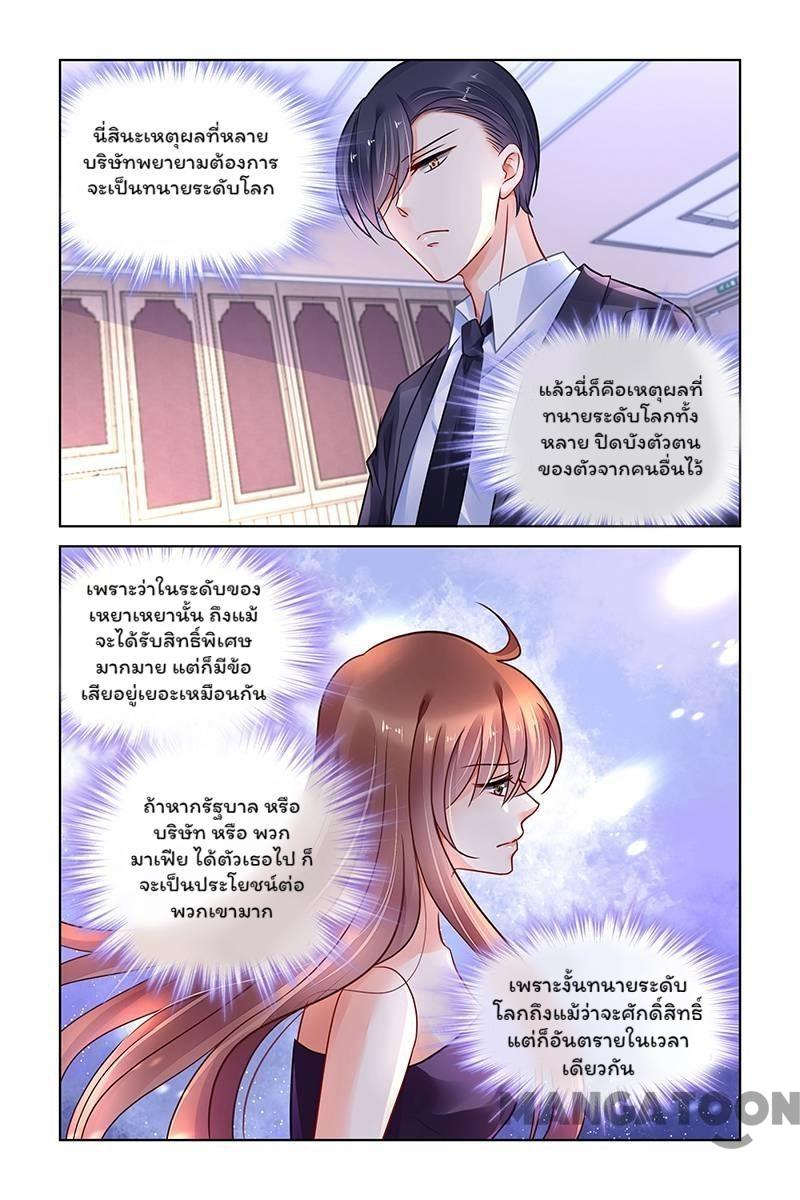 นี่สินะเหตุผลที่หลาย
บริษัทพยายามต้องการ
จะเป็นทนายระดับโลก
แล้วนี่ก็คือเหตุผลที่
ทนายระดับโลกทั้ง
หลาย ปิดบังตัวตน
ของตัวจากคนอื่นไว้
เพราะว่าในระดับของ
เหยาเหยานั้น ถึงแม้
จะได้รับสิทธิ์พิเศษ
มากมาย แต่ก็มีข้อ
เสียอยู่เยอะเหมือนกัน
ถ้าหากรัฐบาล หรือ
บริษัท หรือ พวก
มาเฟีย ได้ตัวเธอไป ก็
จะเป็นประโยชน์ต่อ
พวกเขามาก
เพราะงั้นทนายระดับ
โลกถึงแม้ว่าจะศักดิ์สิทธิ์
แต่ก็อันตรายในเวลา
เดียวกัน
MANGATOON